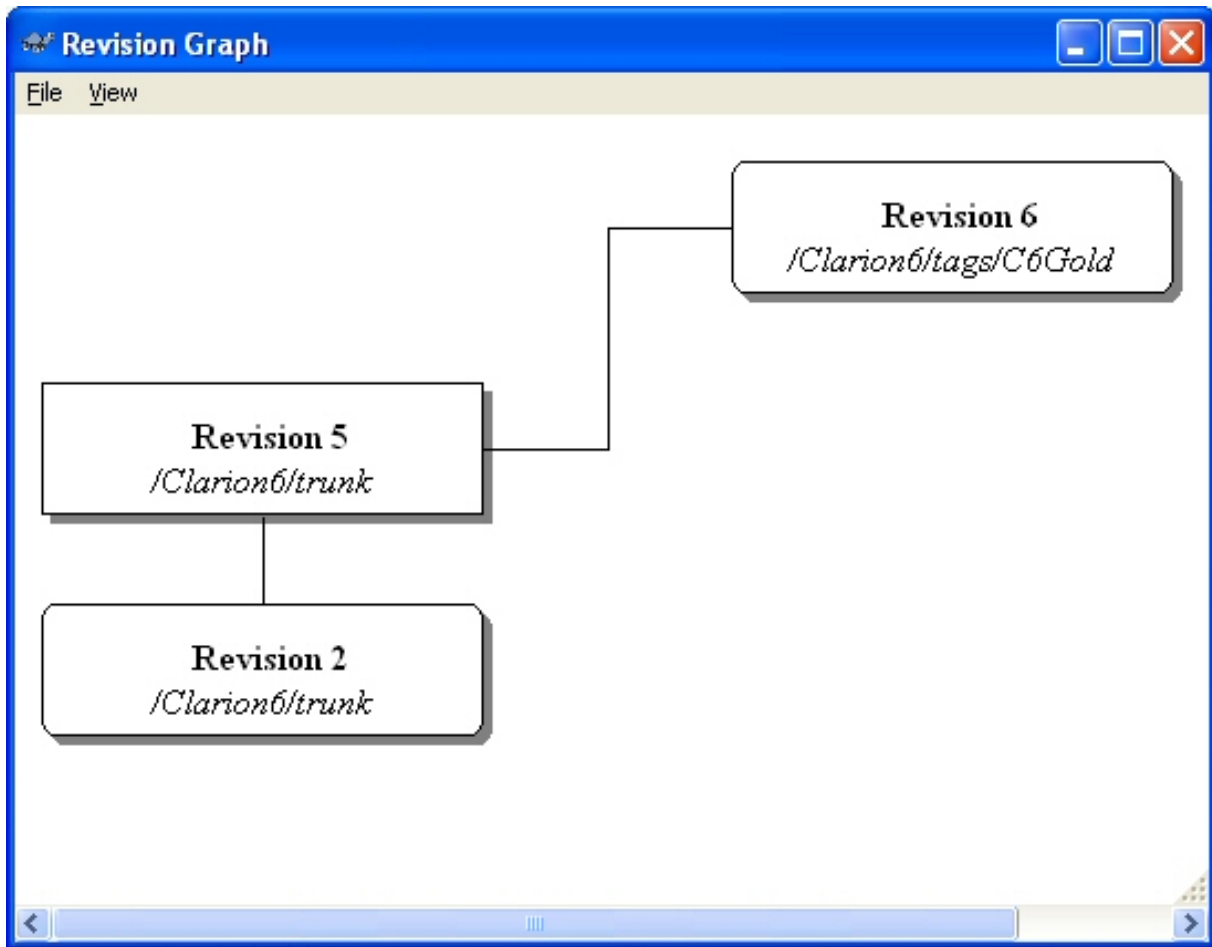 Revision Graph
File View
Revision 6
/Clarion6/tags/C6Gold
Revision 5
/Clarion6/trunk
Revision 2
/Clarion6/trunk